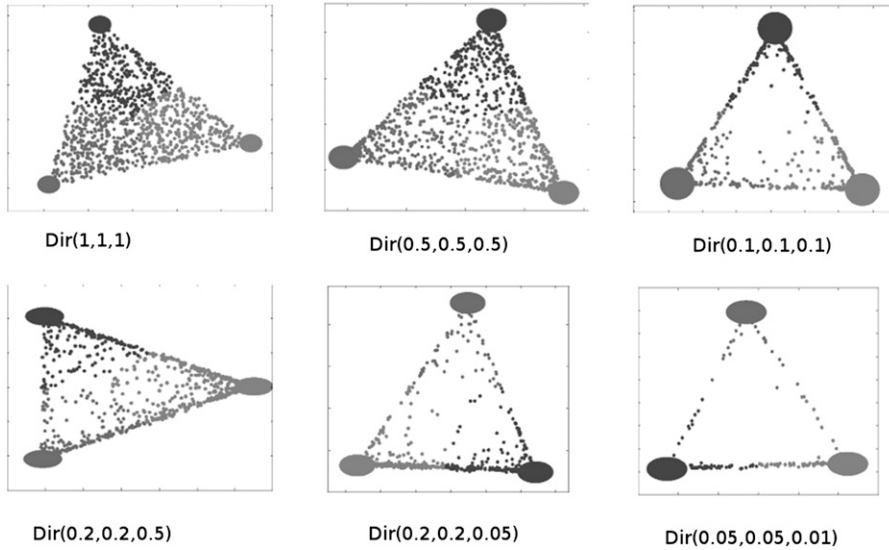 Dir(1,1,1)
Dir(0.5,0.5,0.5)
Dir(0.1,0.1,0.1)
Dir(0.2,0.2,0.5)
Dir(0.2,0.2,0.05)
Dir(0.05,0.05,0.01)